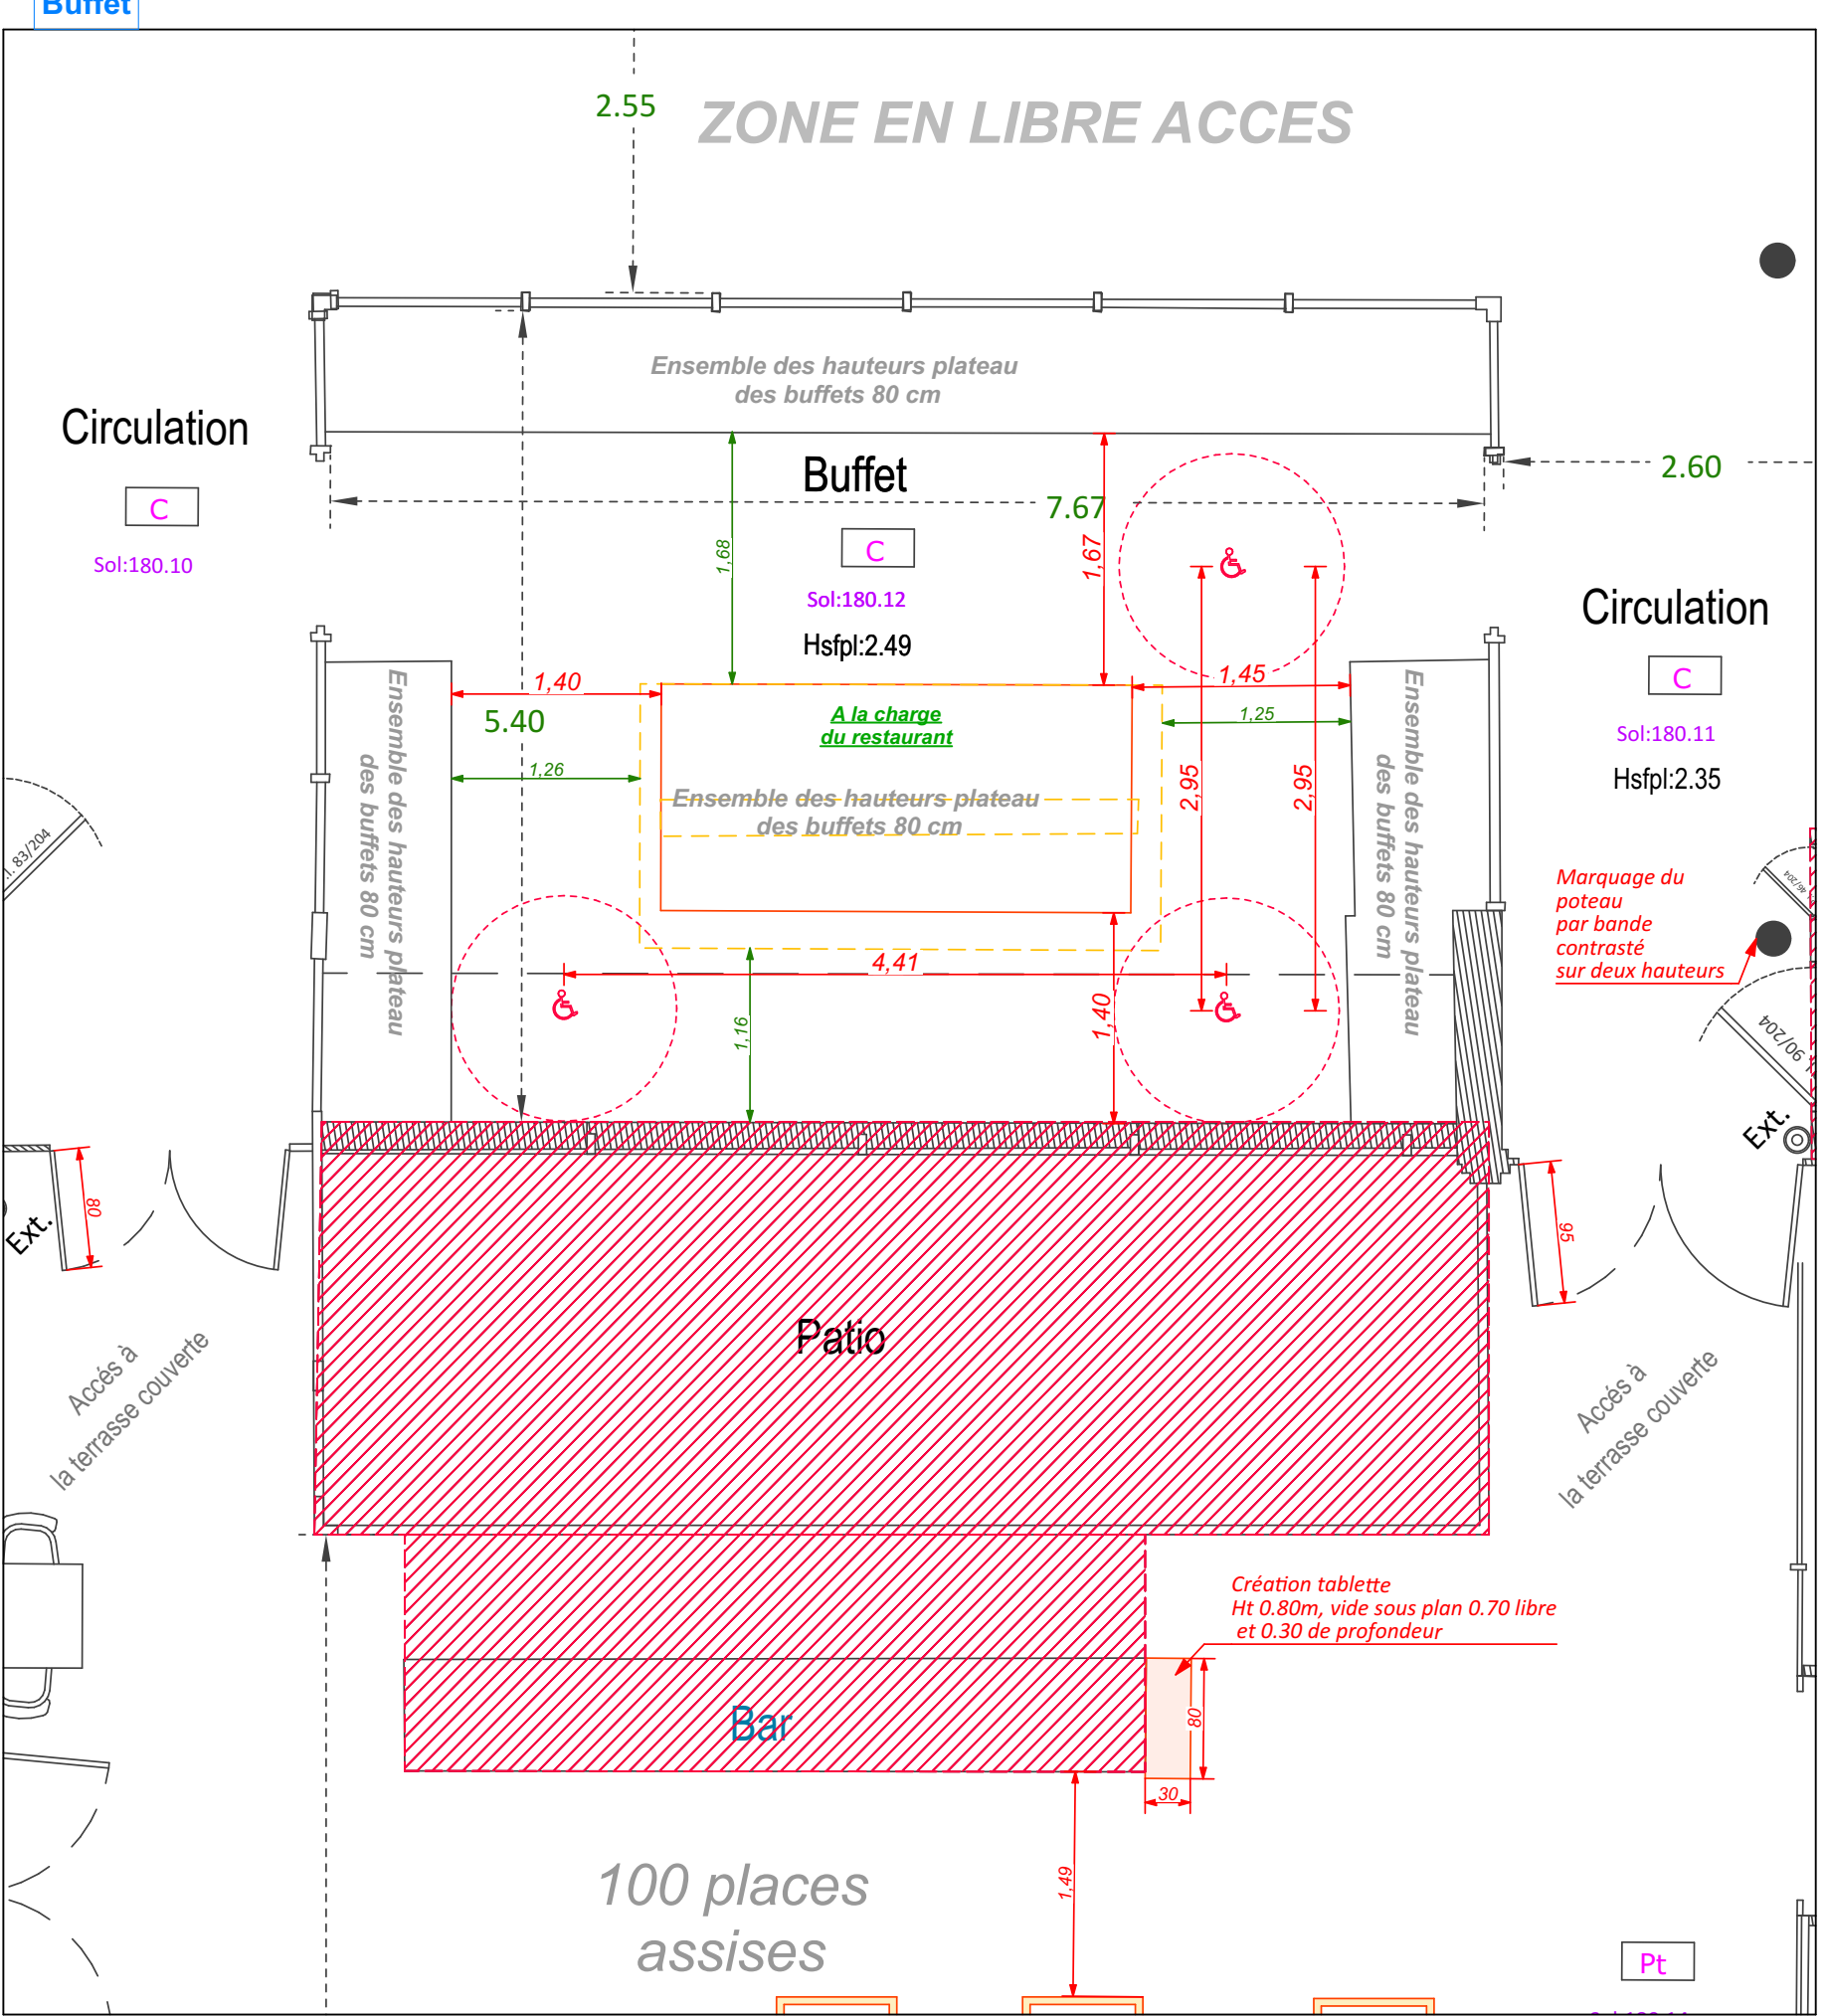 Buffet
2.55
ZONE EN LIBRE ACCES
Ensemble des hauteurs plateau
des buffets 80 cm
Circulation
C
Sol:180.10
Buffet
7.67
2.60
C
Sol:180.12
Hsfpl:2.49
1,68
1,67
Circulation
C
Sol:180.11
Hsfpl:2.35
1,40
1,45
5.40
1,26
1,25
A la charge
du restaurant
Ensemble des hauteurs plateau
des buffets 80 cm
Ensemble des hauteurs plateau
des buffets 80 cm
Ensemble des hauteurs plateau
des buffets 80 cm
2,95
2,95
83/204
46/204
Marquage du
poteau
par bande
contrasté
sur deux hauteurs
4,41
1,16
1,40
90/204
Ext.
Ext.
80
95
Patio
Accés à
la terrasse couverte
Accés à
la terrasse couverte
Création tablette
Ht 0.80m, vide sous plan 0.70 libre
et 0.30 de profondeur
Bar
80
30
1,49
100 places
assises
Pt